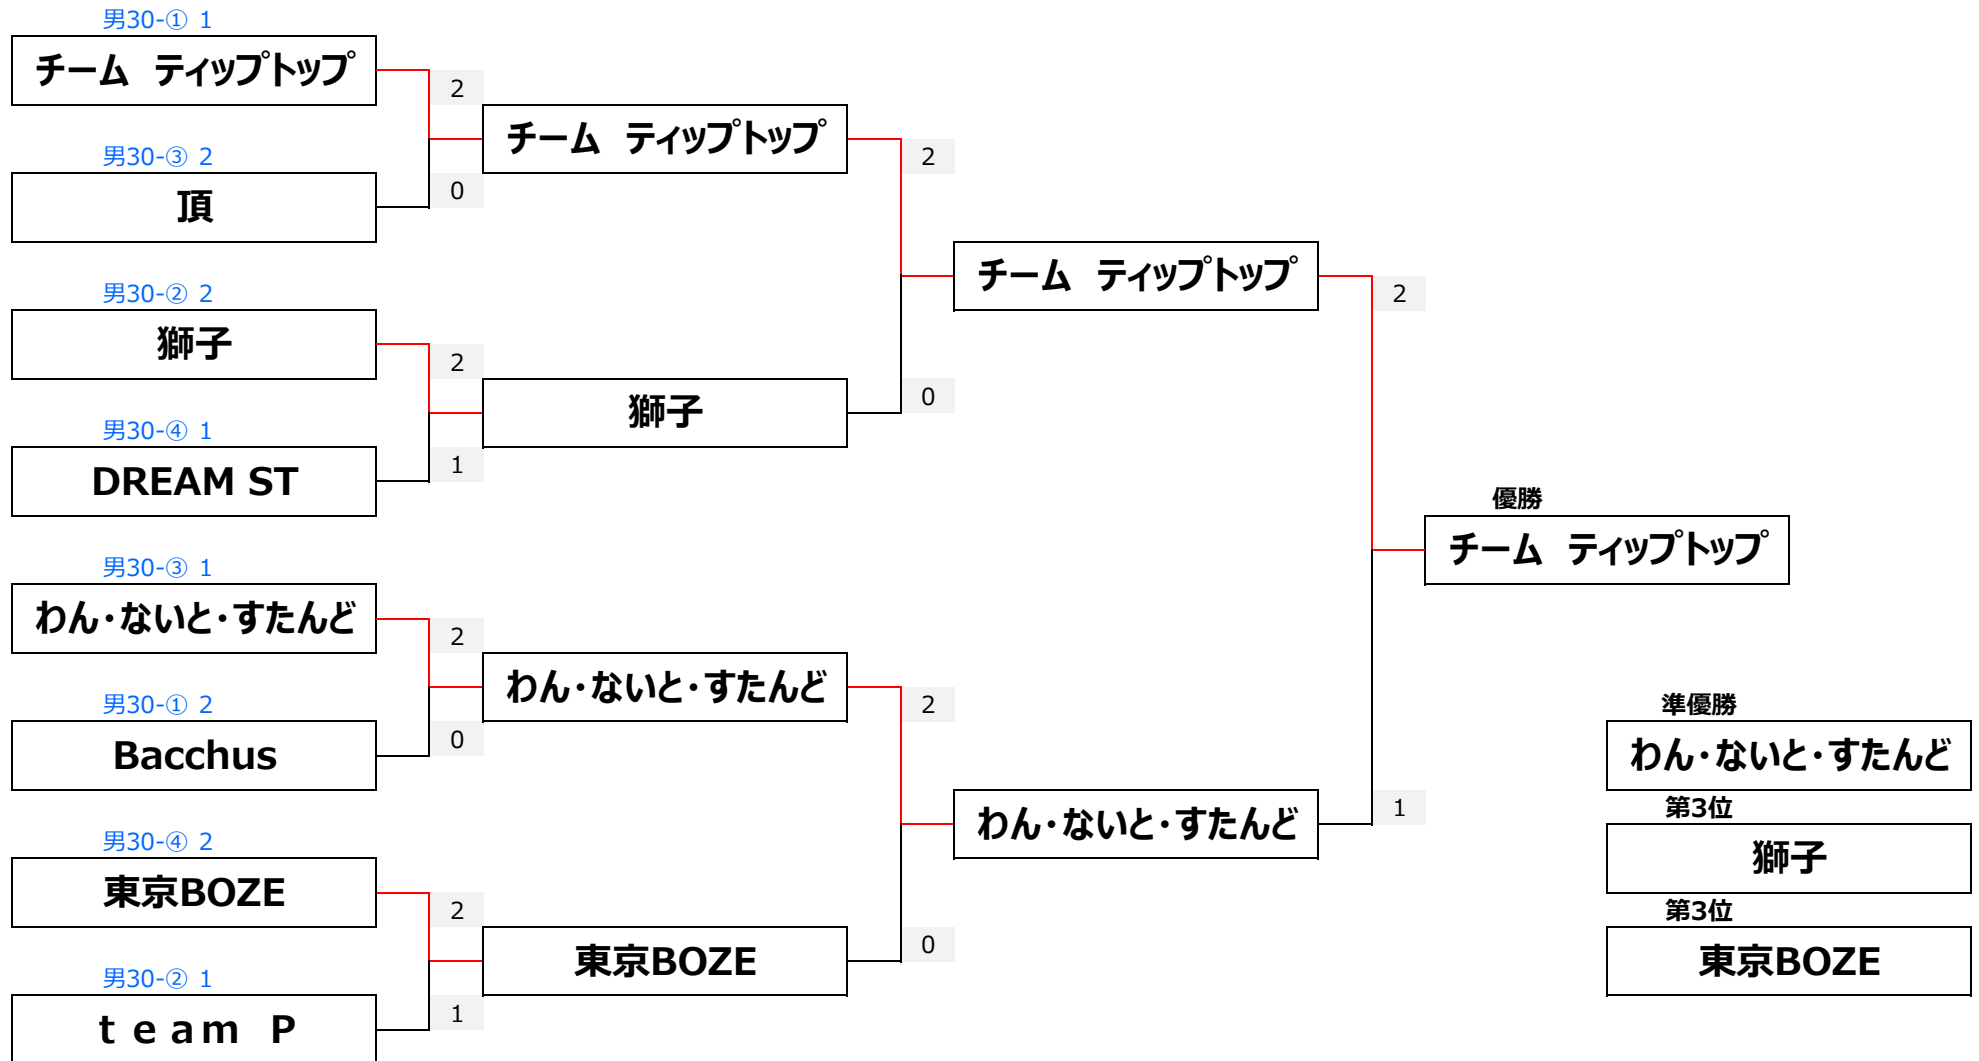 男30-① 1
チーム　ティップトップ
2
チーム　ティップトップ
男30-③ 2
2
0
頂
チーム　ティップトップ
男30-② 2
2
獅子
2
0
獅子
男30-④ 1
1
DREAM ST
優勝
チーム　ティップトップ
男30-③ 1
わん・ないと・すたんど
2
わん・ないと・すたんど
男30-① 2
2
準優勝
0
Bacchus
わん・ないと・すたんど
1
第3位
わん・ないと・すたんど
男30-④ 2
獅子
東京BOZE
2
第3位
0
東京BOZE
東京BOZE
男30-② 1
1
ｔｅａｍ　Ｐ